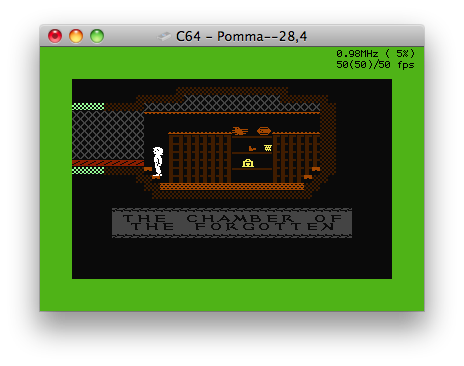 C64 - Pomma--28,4
0.98MHz ( 5%)
50(50)/50 fps
THE CHAMBER OF
THE FORGOTTEN